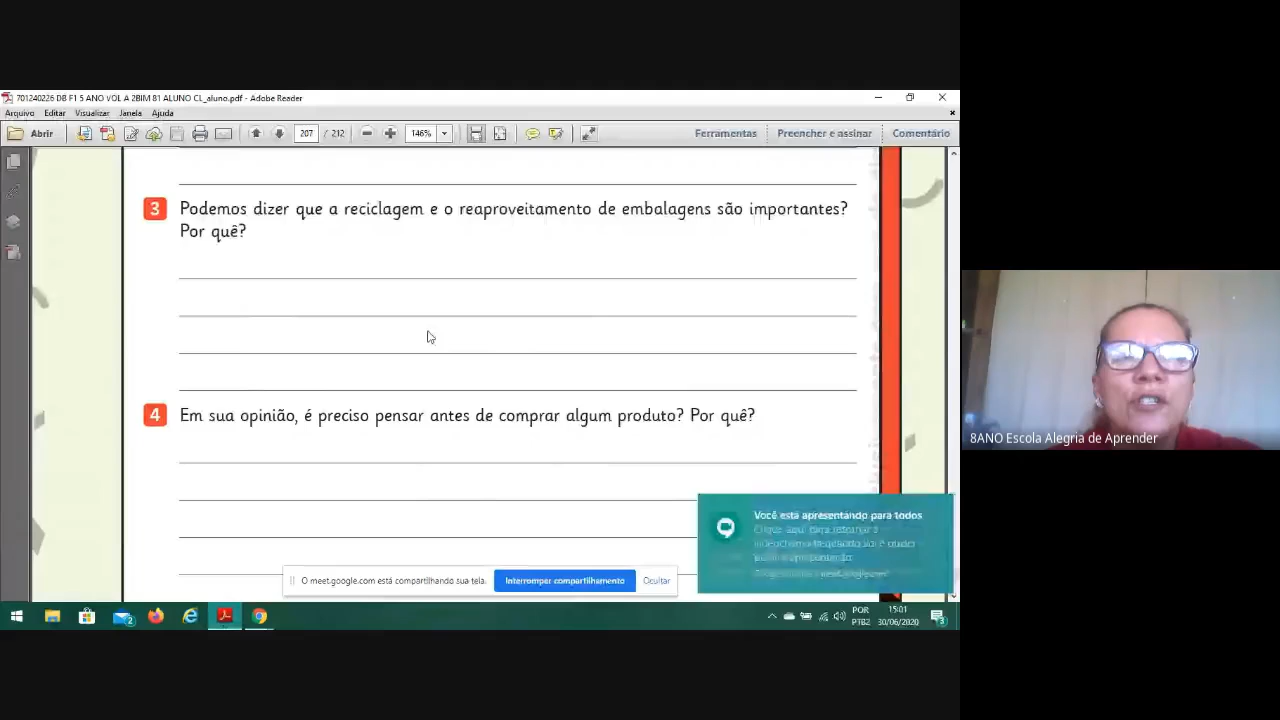 701240226 DB F1 5 ANO VOL A 2BIM 81 ALUNO CL_aluno.pdf - Adobe Reader
Arquivo Editar Visualizar Janela Ajuda
Abrir 207 / 212 146% Ferramentas Preencher e assinar Comentário
3 Podemos dizer que a reciclagem e o reaproveitamento de embalagens são importantes?
Por quê?
4 Em sua opinião, é preciso pensar antes de comprar algum produto? Por quê?
Você está apresentando para todos
O meet.google.com está compartilhando sua tela. Interromper compartilhamento Ocultar
POR 15:01
PTB2 30/06/2020
8ANO Escola Alegria de Aprender